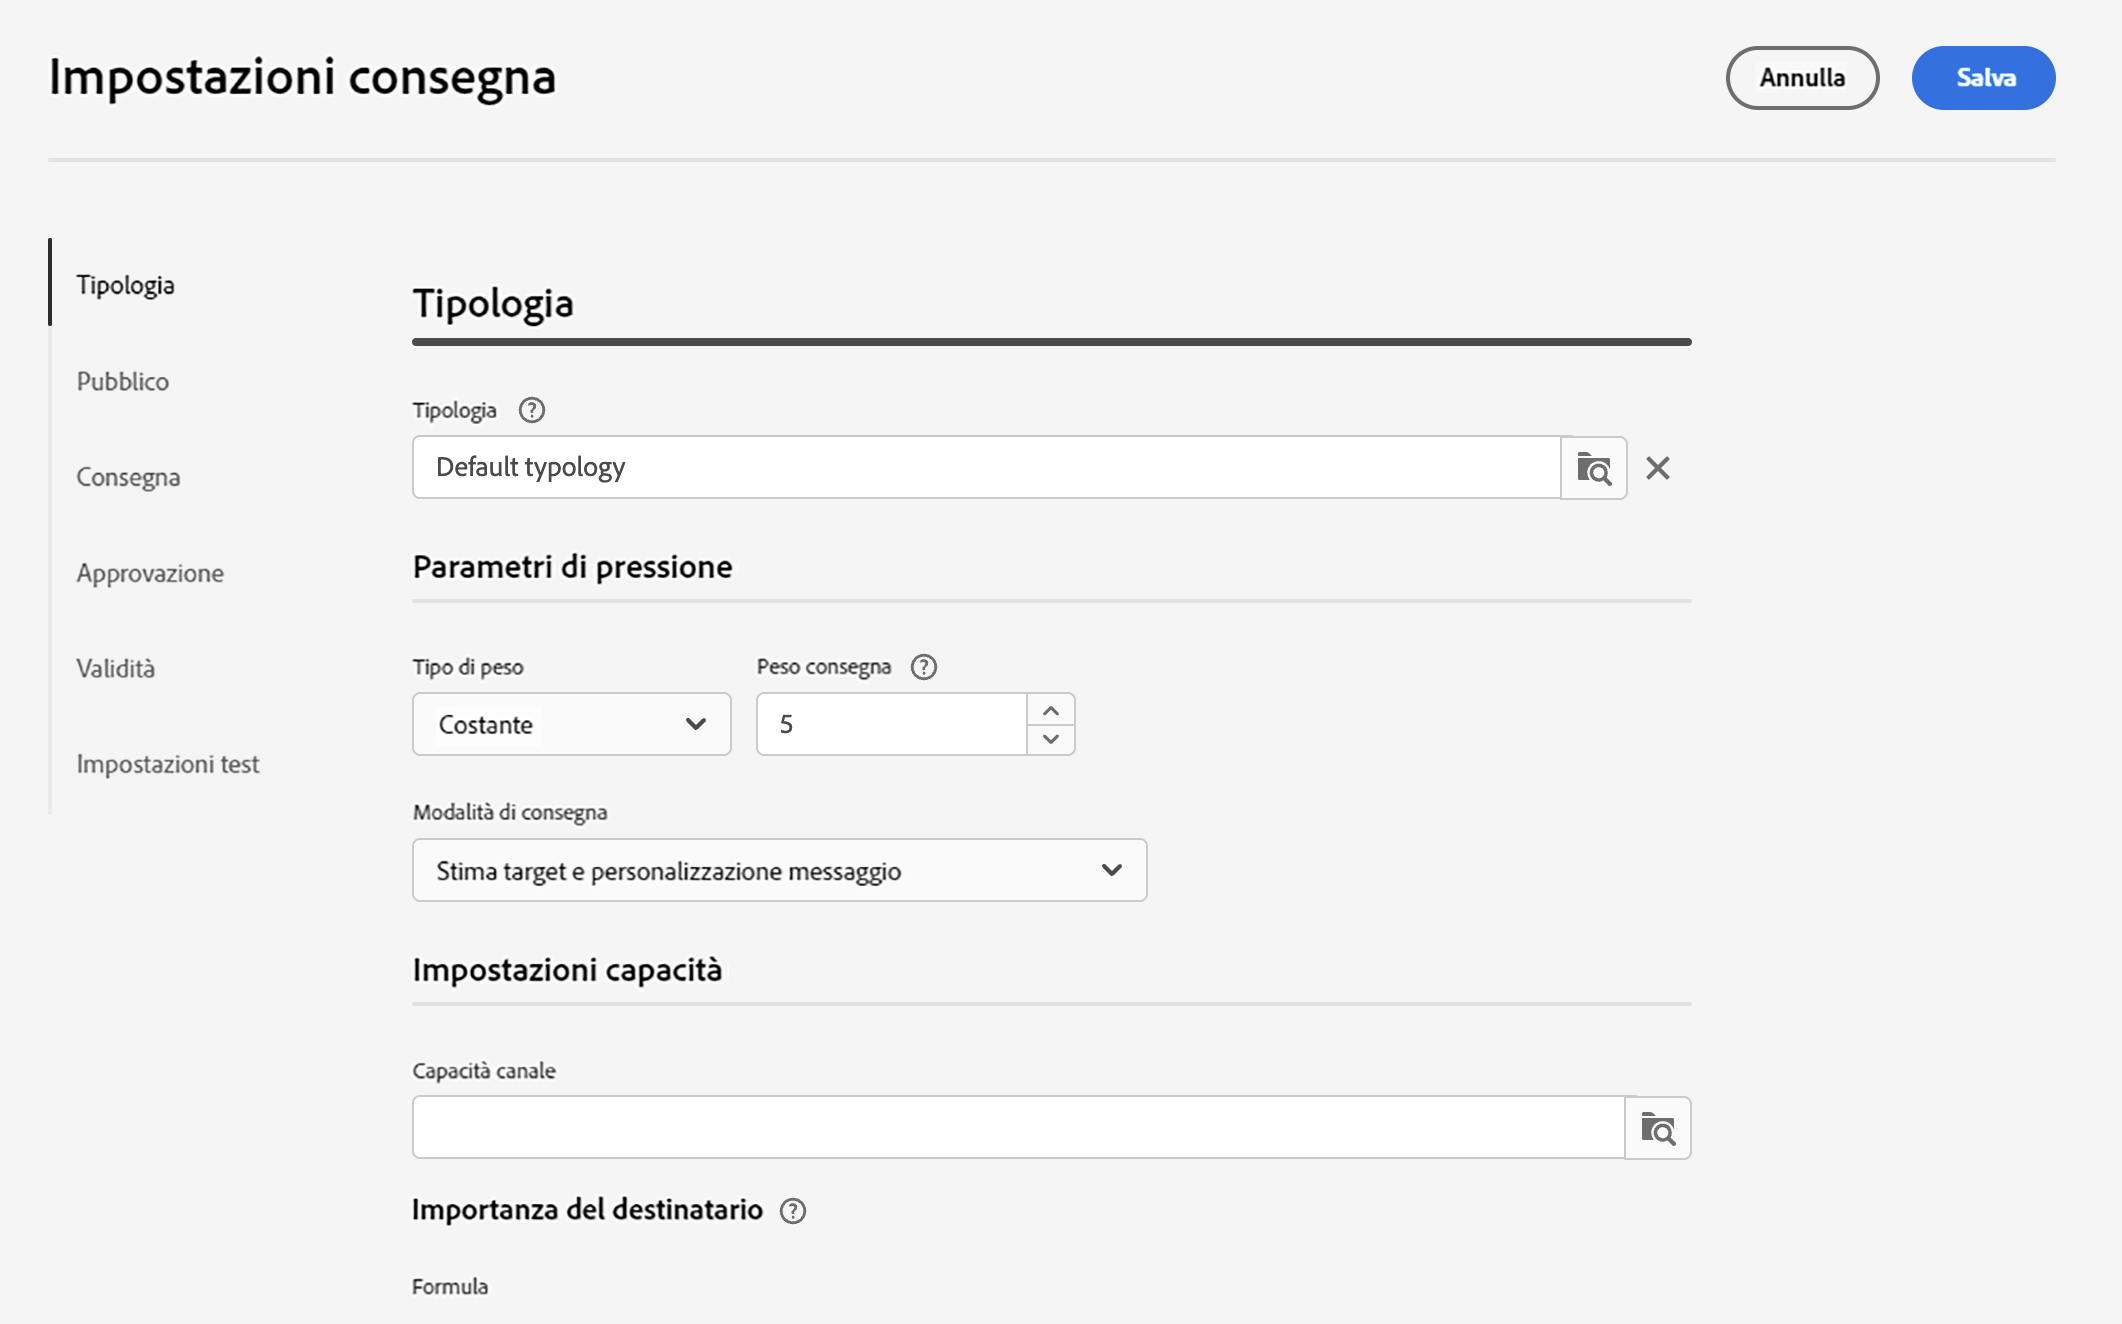 Impostazioni consegna
Annulla
Salva
Tipologia
Pubblico
Consegna
Approvazione
Validità
Impostazioni test
Tipologia
Tipologia
Default typology
Parametri di pressione
Tipo di peso
Peso consegna
Costante
5
Modalità di consegna
Stima target e personalizzazione messaggio
Impostazioni capacità
Capacità canale
Importanza del destinatario
Formula